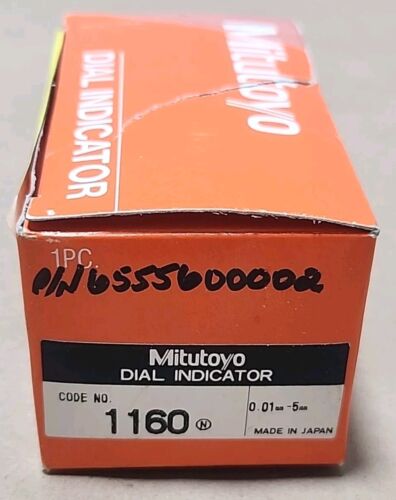 Mitutoyo
DIAL INDICATOR
1PC.
P/N 6555600002
Mitutoyo
DIAL INDICATOR
CODE NO.
1160 Ⓝ
0.01mm-5mm
MADE IN JAPAN